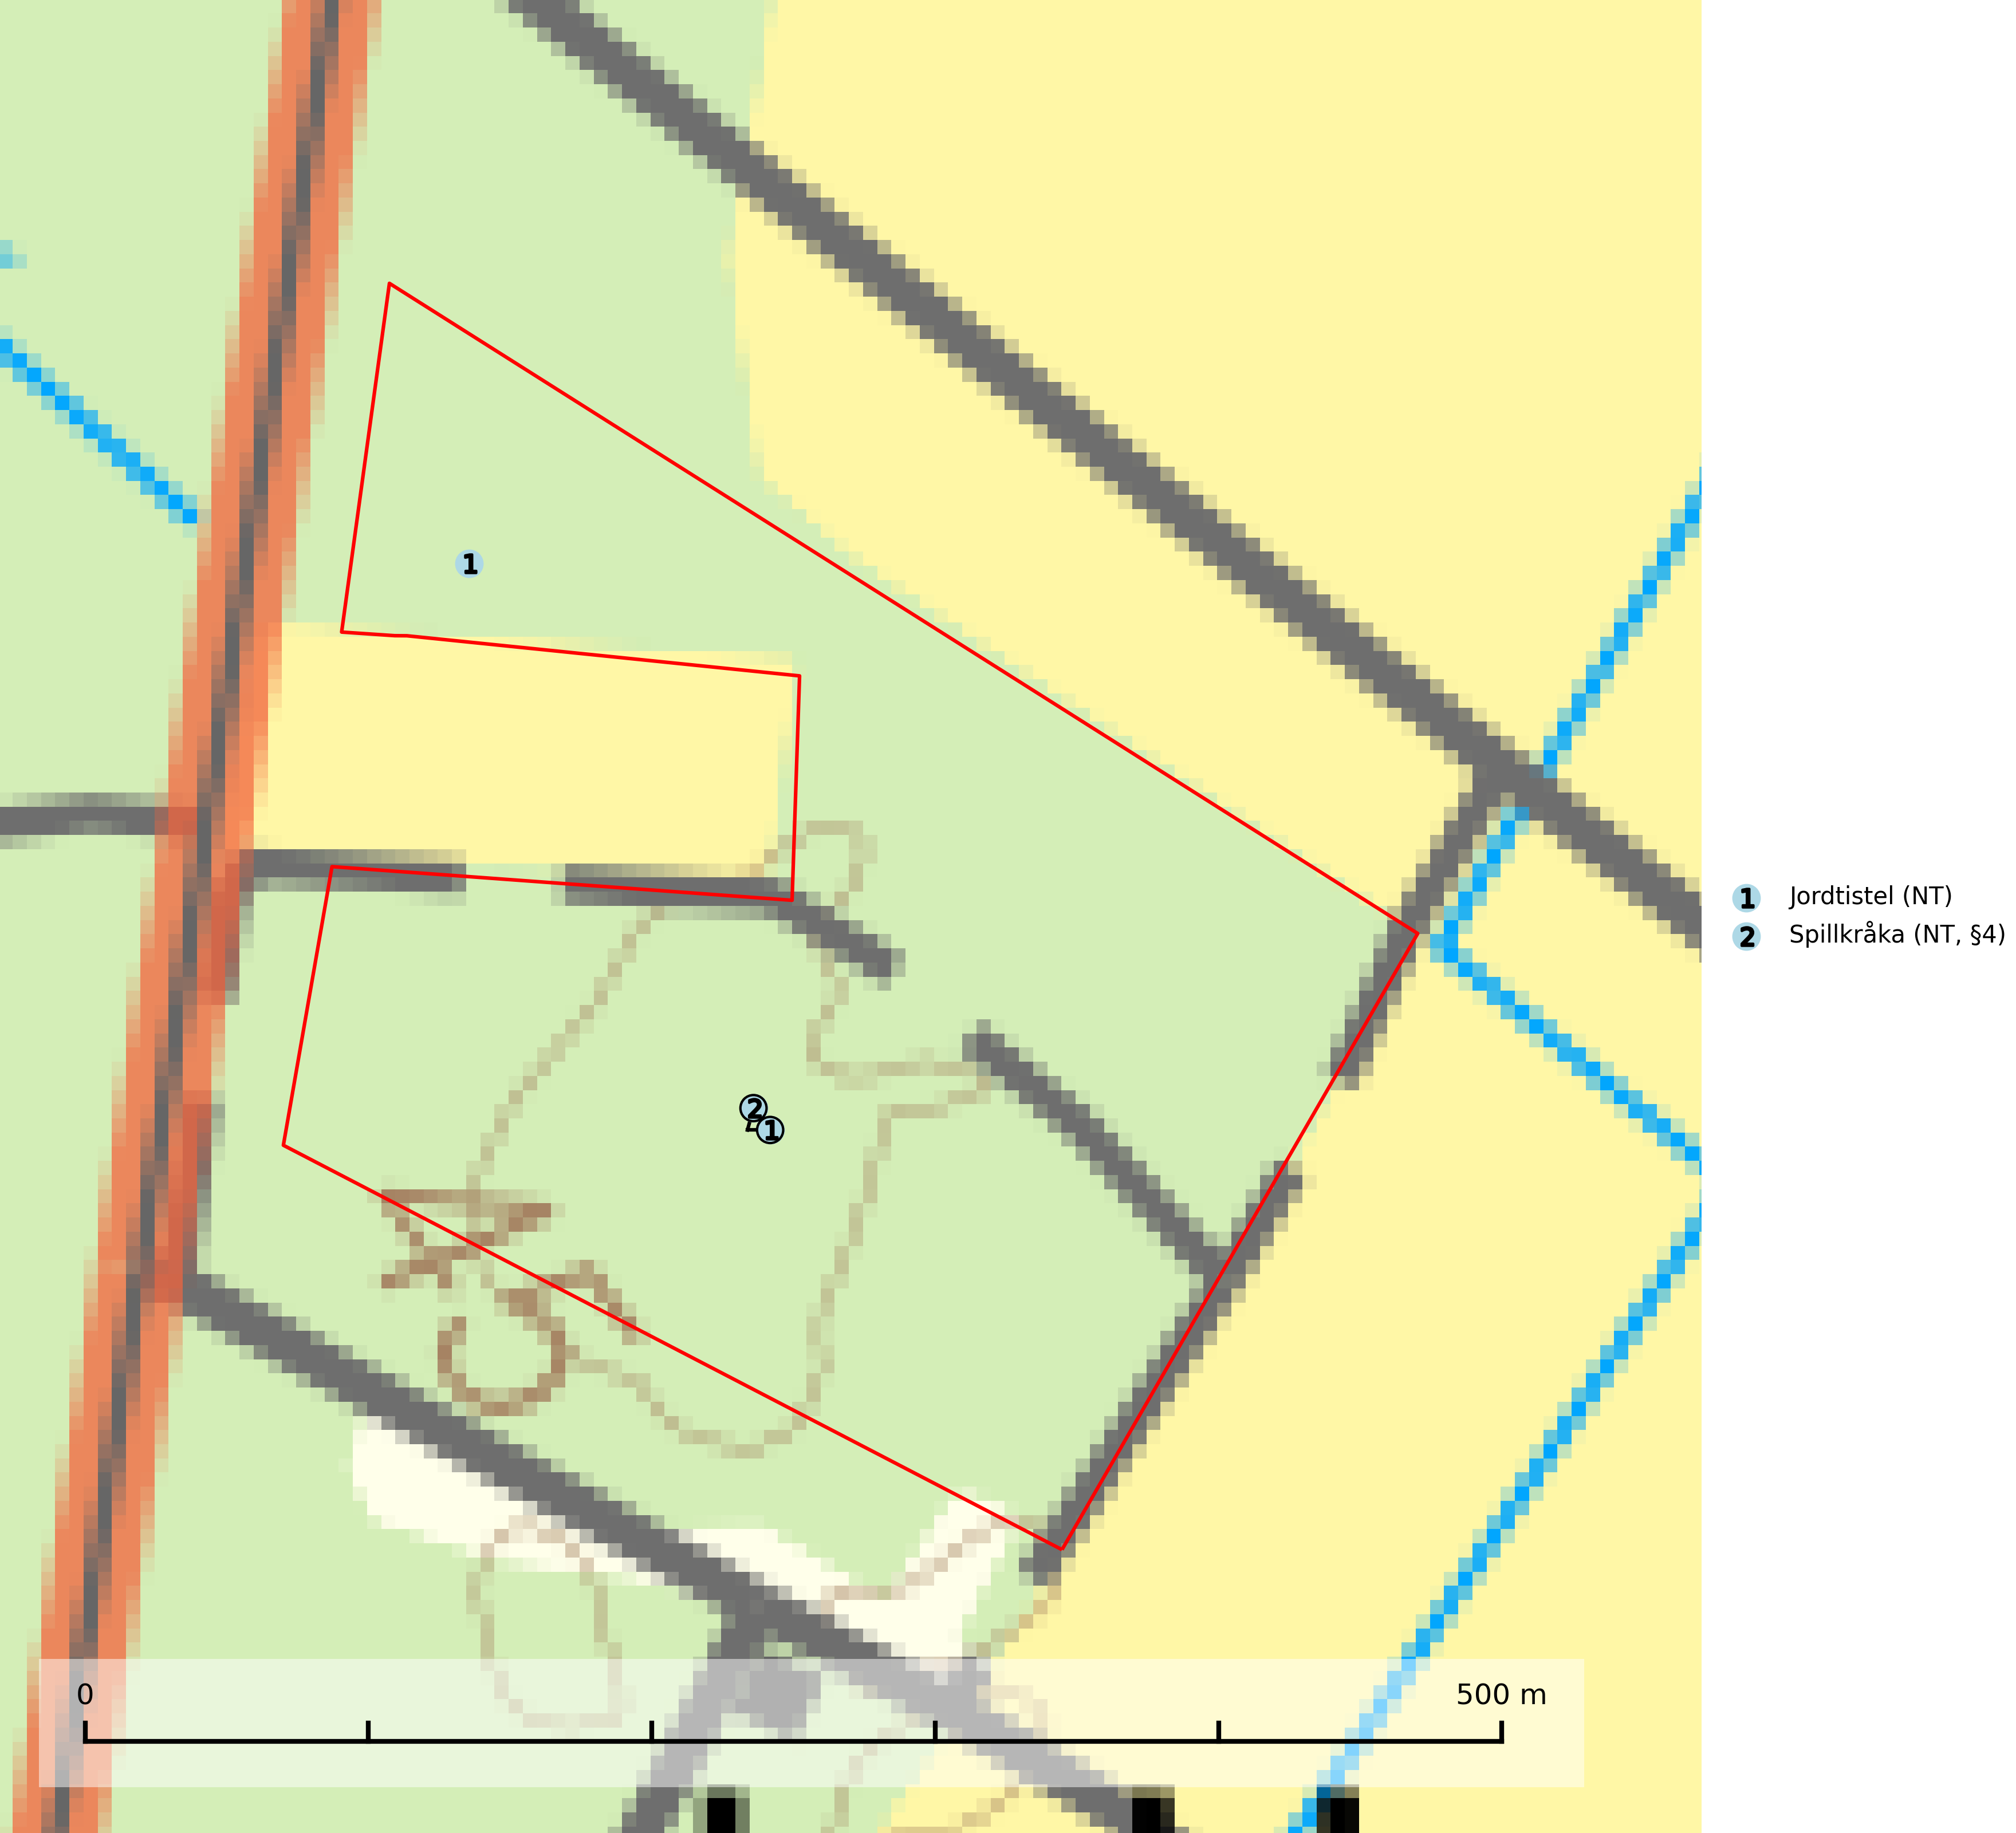 1
2
1
1 Jordtistel (NT)
2 Spillkråka (NT, §4)
0 500 m